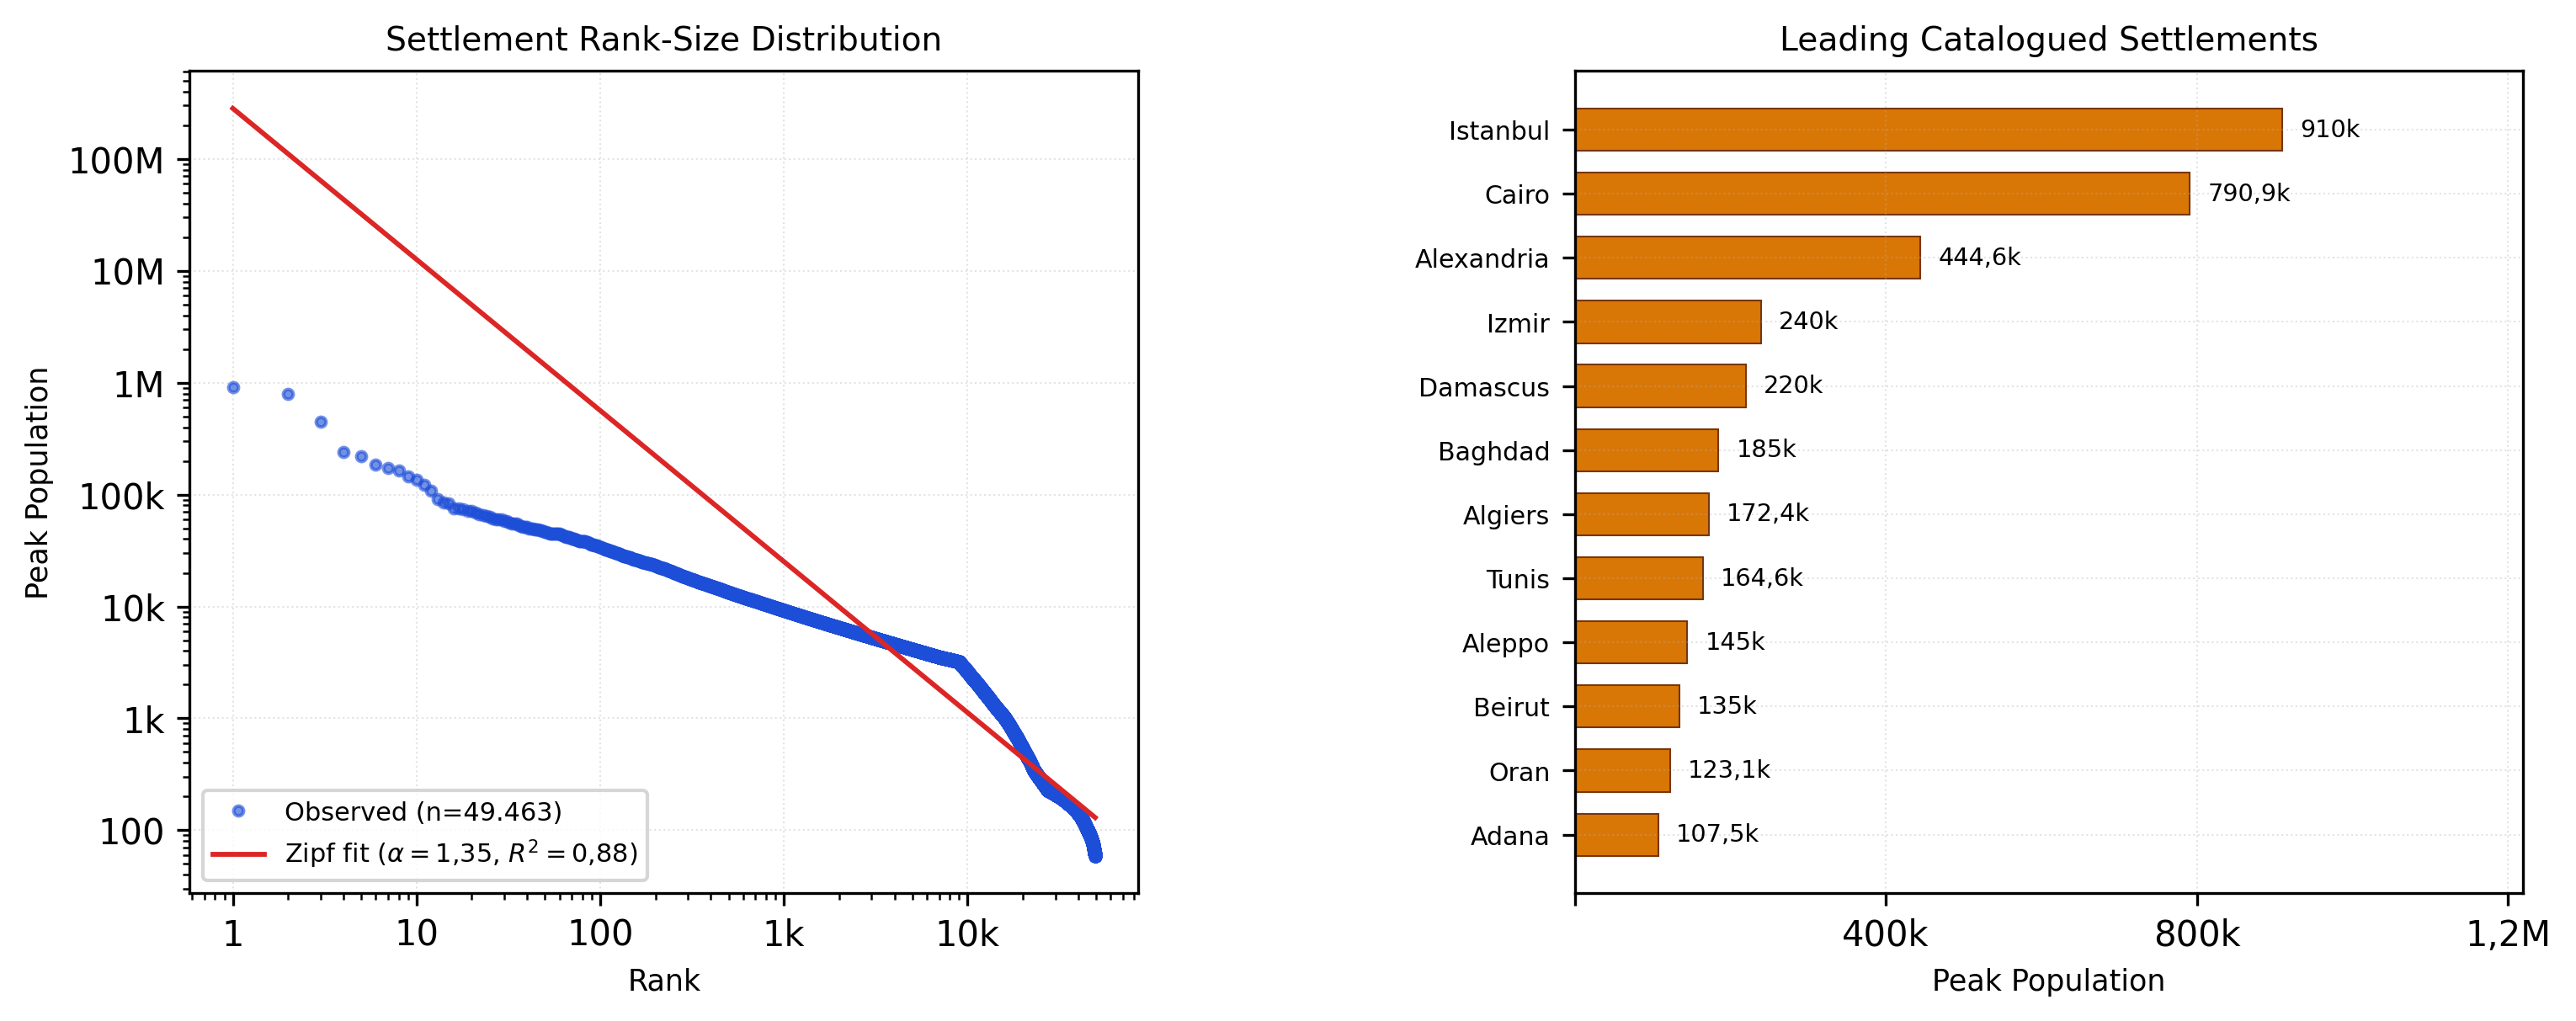 Settlement Rank-Size Distribution
Peak Population
100M
10M
1M
100k
10k
1k
100
Observed (n=49.463)
Zipf fit (α = 1,35, R² = 0,88)
1
10
100
1k
10k
Rank
Leading Catalogued Settlements
Istanbul 910k
Cairo 790,9k
Alexandria 444,6k
Izmir 240k
Damascus 220k
Baghdad 185k
Algiers 172,4k
Tunis 164,6k
Aleppo 145k
Beirut 135k
Oran 123,1k
Adana 107,5k
400k
800k
1,2M
Peak Population